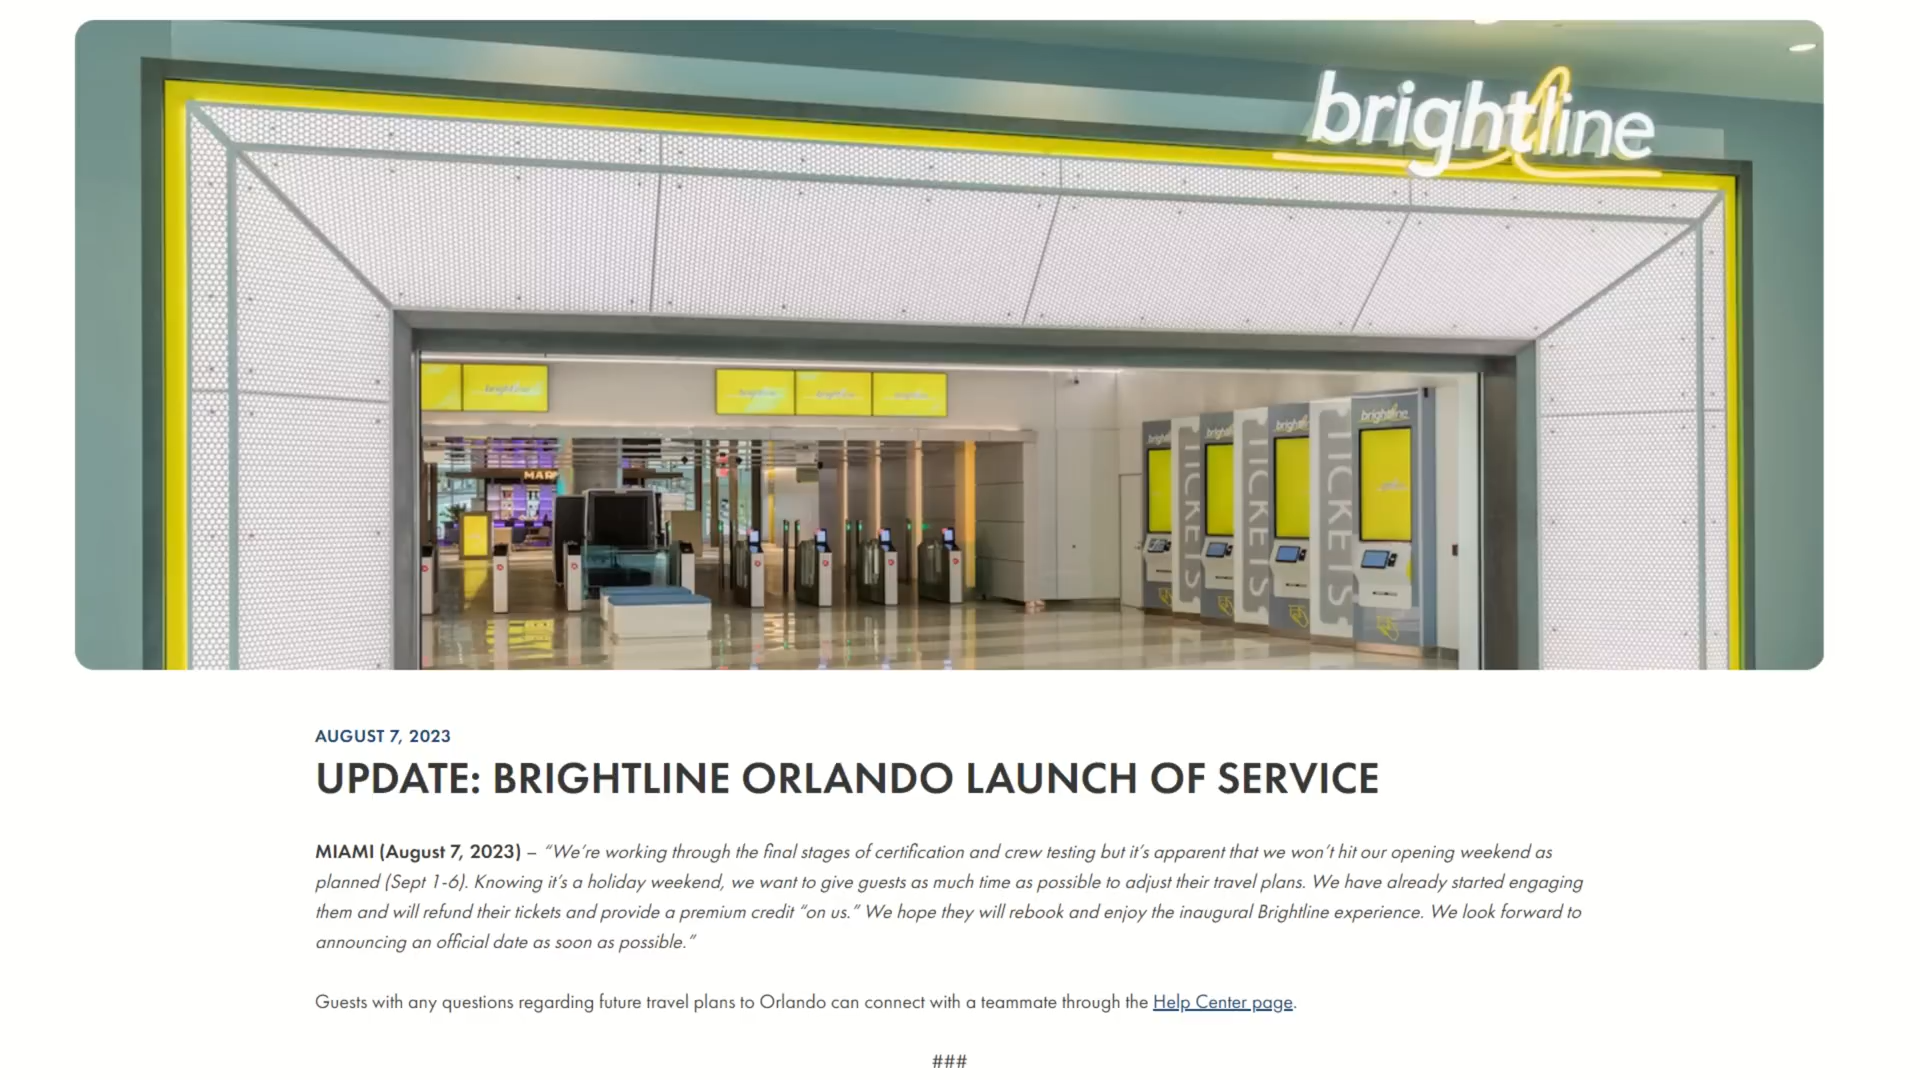 brightline
brightline
brightline
brightline
brightline
MAR
brightline
TICKETS
TICKETS
TICKETS
AUGUST 7, 2023
UPDATE: BRIGHTLINE ORLANDO LAUNCH OF SERVICE
MIAMI (August 7, 2023) – “We’re working through the final stages of certification and crew testing but it’s apparent that we won’t hit our opening weekend as
planned (Sept 1-6). Knowing it’s a holiday weekend, we want to give guests as much time as possible to adjust their travel plans. We have already started engaging
them and will refund their tickets and provide a premium credit “on us.” We hope they will rebook and enjoy the inaugural Brightline experience. We look forward to
announcing an official date as soon as possible.”
Guests with any questions regarding future travel plans to Orlando can connect with a teammate through the Help Center page.
###